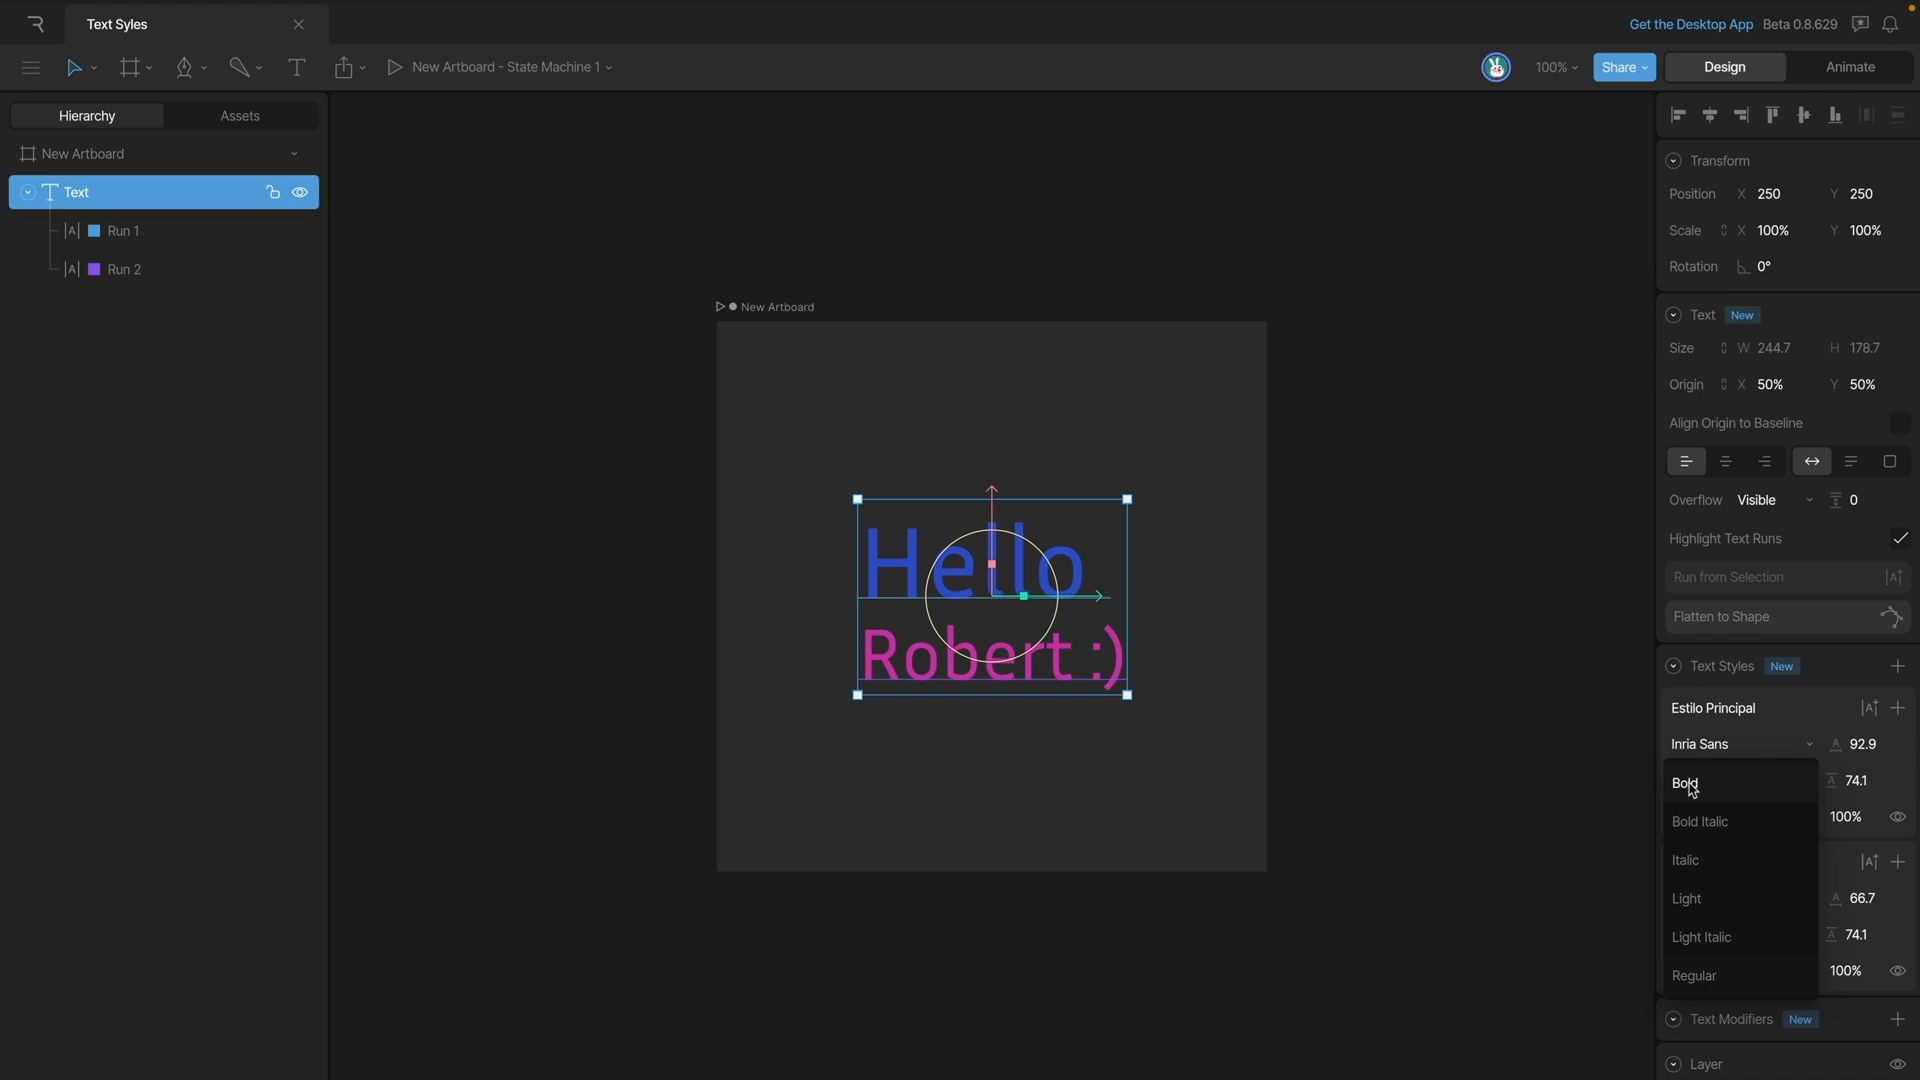 Text Syles
Get the Desktop App Beta 0.8.629
New Artboard - State Machine 1
100%
Share
Design
Animate
Hierarchy
Assets
New Artboard
Text
Run 1
Run 2
New Artboard
Hello
Robert :)
Transform
Position X 250 Y 250
Scale X 100% Y 100%
Rotation 0°
Text New
Size W 244.7 H 178.7
Origin X 50% Y 50%
Align Origin to Baseline
Overflow Visible 0
Highlight Text Runs
Run from Selection
Flatten to Shape
Text Styles New
Estilo Principal
Inria Sans 92.9
Bold 74.1
Bold Italic 100%
Italic
Light 66.7
Light Italic 74.1
Regular 100%
Text Modifiers New
Layer